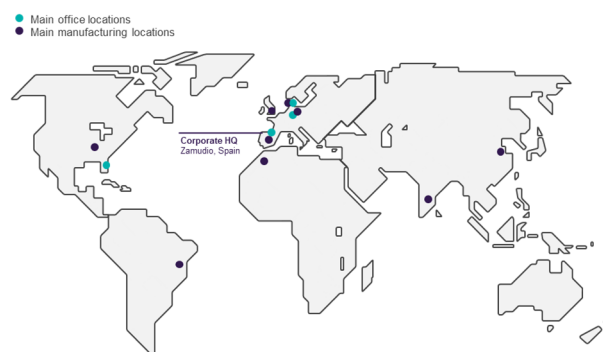 Main office locations
Main manufacturing locations
Corporate HQ
Zamudio, Spain